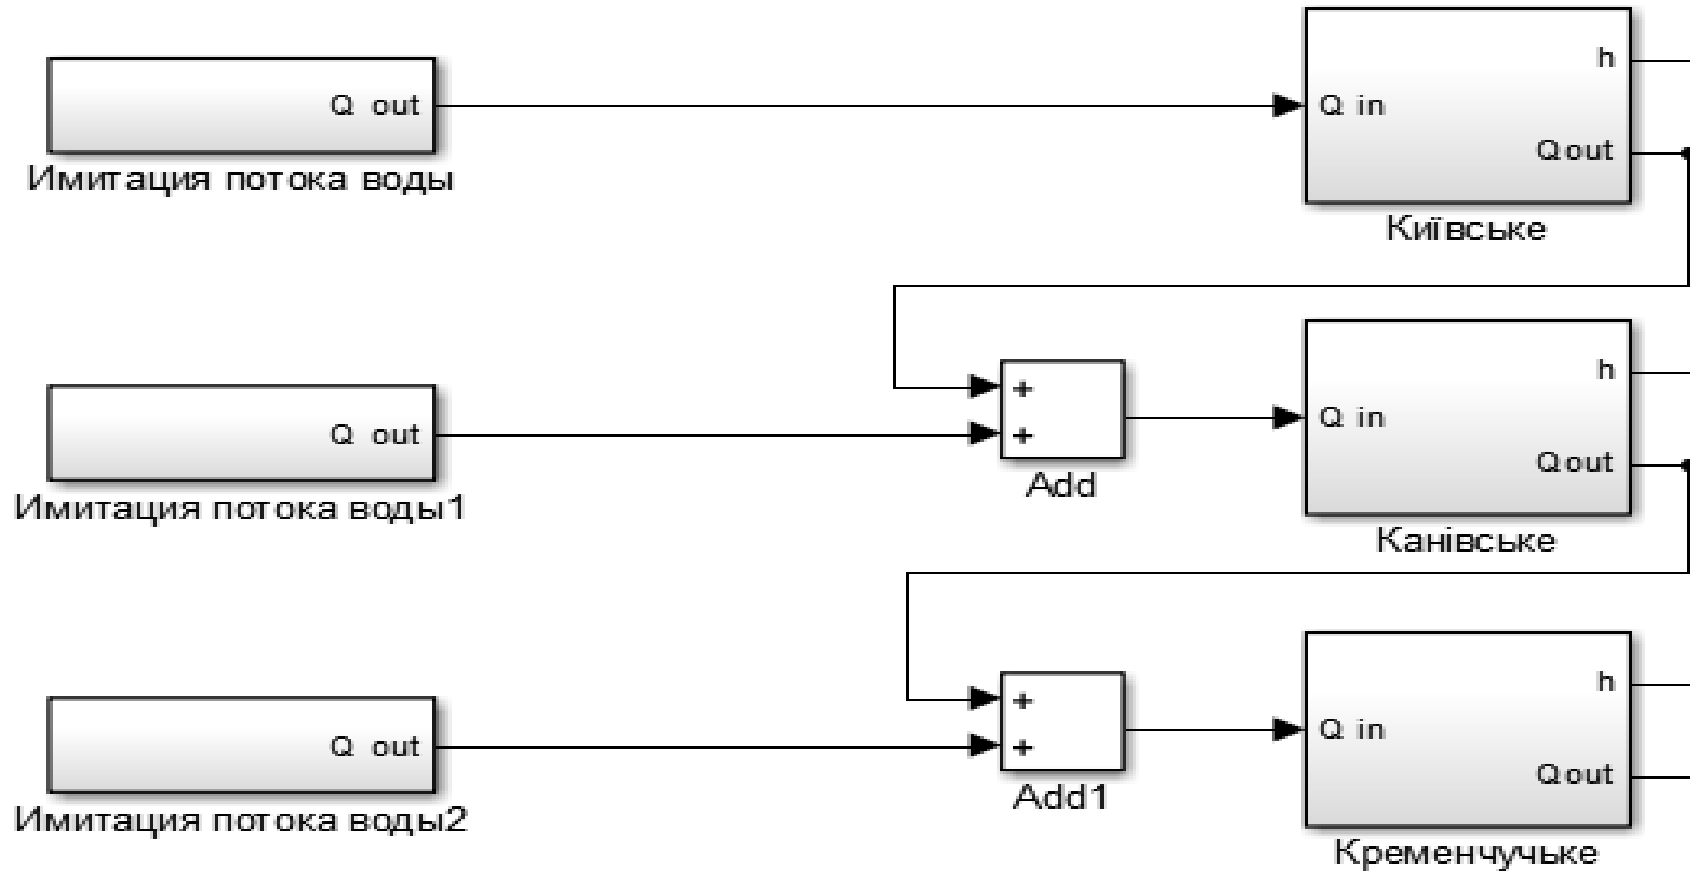 h
Q out
Q in
Qout
Имитация потока воды
Київське
+
h
Q out
+
Q in
Qout
Add
Имитация потока воды1
Канівське
+
h
Q out
+
Q in
Qout
Add1
Имитация потока воды2
Кременчучьке